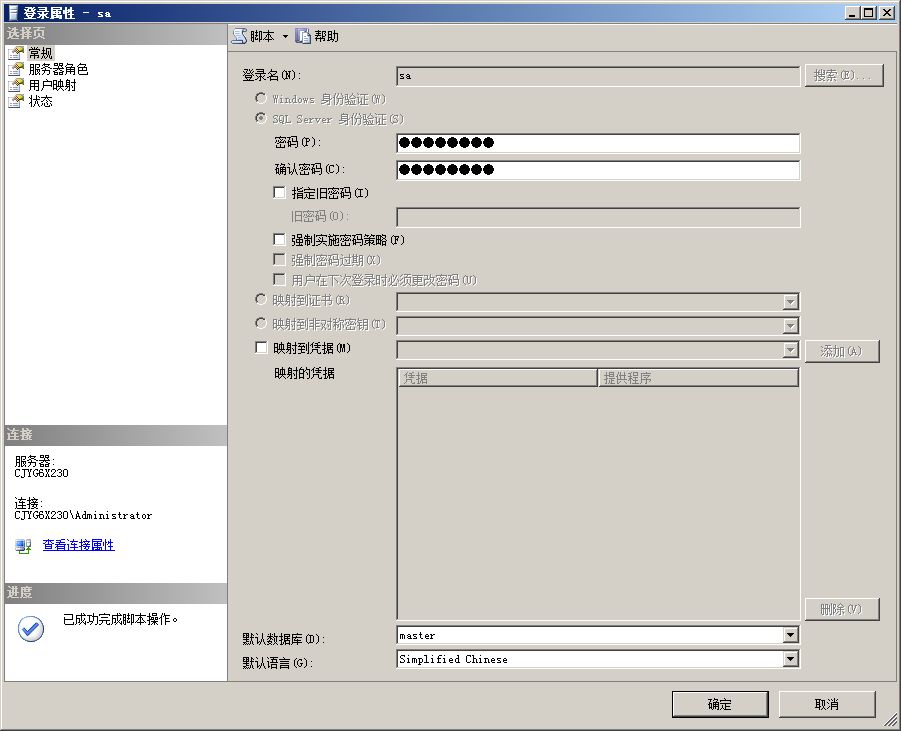 登录属性 - sa
选择页
常规
服务器角色
用户映射
状态
脚本 帮助
登录名(N): sa 搜索(E)...
Windows 身份验证(W)
SQL Server 身份验证(S)
密码(P): ●●●●●●●●
确认密码(C): ●●●●●●●●
指定旧密码(I)
旧密码(O):
强制实施密码策略(F)
强制密码过期(X)
用户在下次登录时必须更改密码(U)
映射到证书(R)
映射到非对称密钥(T)
映射到凭据(M) 添加(A)
映射的凭据 凭据 提供程序
删除(V)
默认数据库(D): master
默认语言(G): Simplified Chinese
连接
服务器:
CJYG6X230
连接:
CJYG6X230\Administrator
查看连接属性
进度
已成功完成脚本操作。
确定 取消